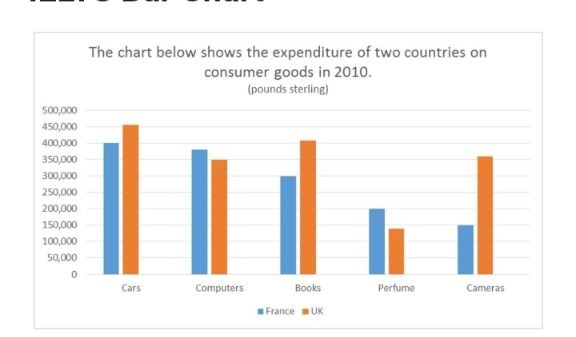 The chart below shows the expenditure of two countries on
consumer goods in 2010.
(pounds sterling)
500,000
450,000
400,000
350,000
300,000
250,000
200,000
150,000
100,000
50,000
0
Cars Computers Books Perfume Cameras
France UK